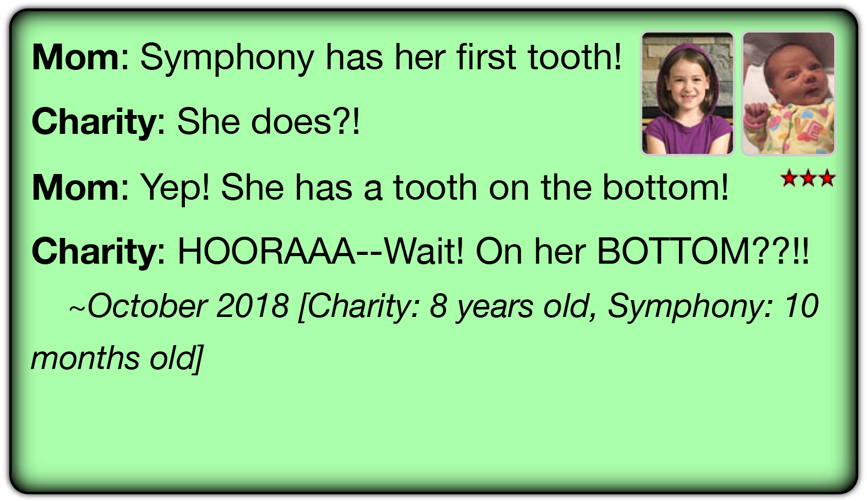 Mom: Symphony has her first tooth!
Charity: She does?!
Mom: Yep! She has a tooth on the bottom!
Charity: HOORAAA--Wait! On her BOTTOM??!!
~October 2018 [Charity: 8 years old, Symphony: 10
months old]